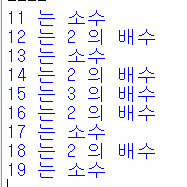 11 는 소수
12 는 2 의 배수
13 는 소수
14 는 2 의 배수
15 는 3 의 배수
16 는 2 의 배수
17 는 소수
18 는 2 의 배수
19 는 소수